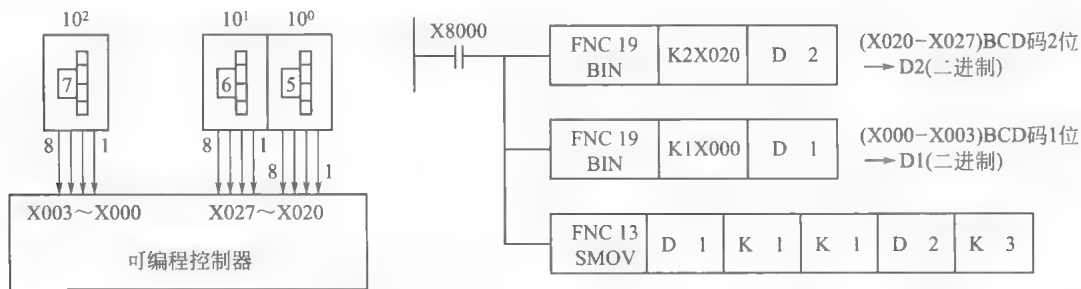 10²
10¹ 10⁰
7
6
5
8 1
8 1
8 1
X003～X000
X027～X020
可编程控制器
X8000
FNC 19
BIN
K2X020
D 2
(X020-X027)BCD码2位
→D2(二进制)
FNC 19
BIN
K1X000
D 1
(X000-X003)BCD码1位
→D1(二进制)
FNC 13
SMOV
D 1
K 1
K 1
D 2
K 3